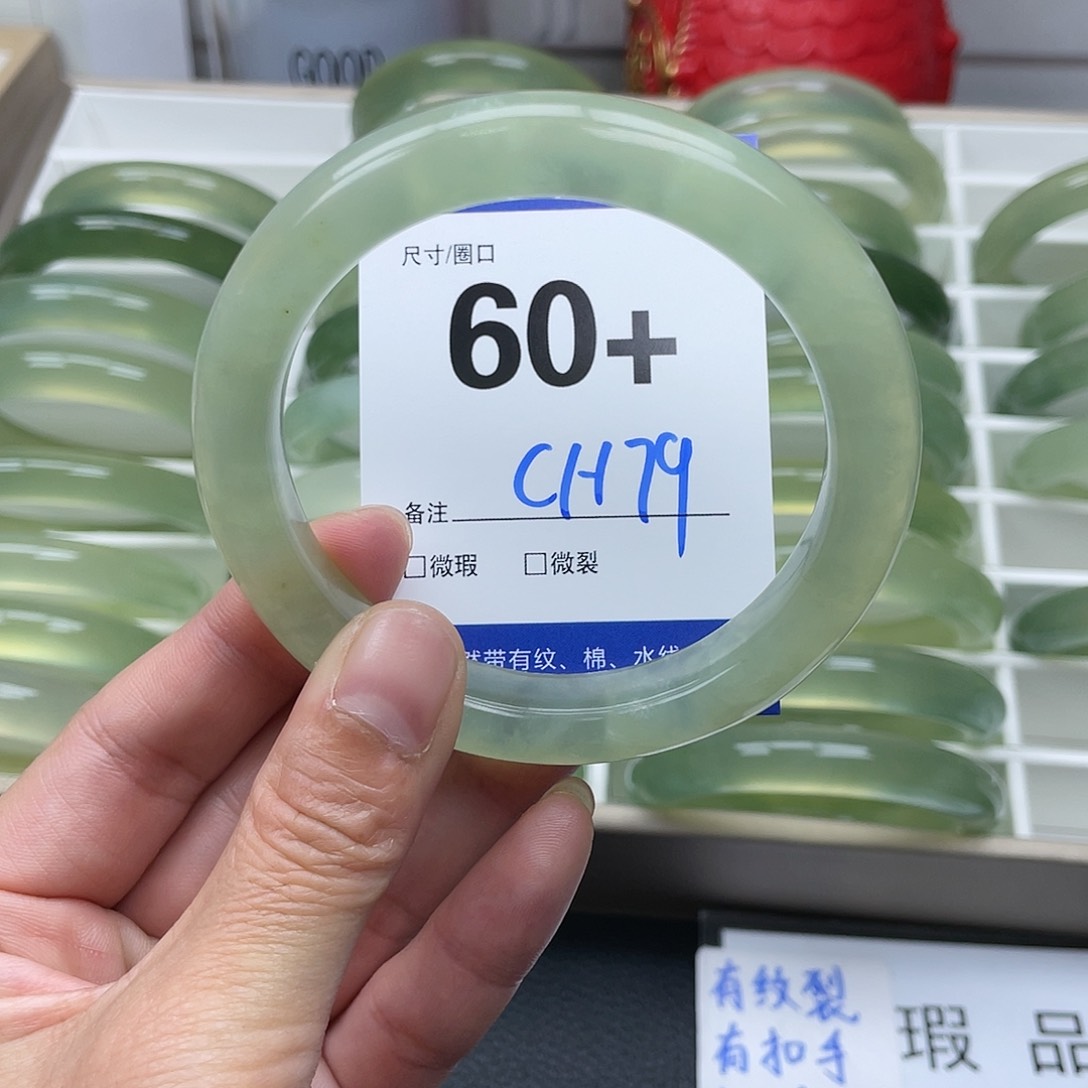 GOOD
尺寸/圈口
60+
CH79
备注
□微瑕 □微裂
带有纹、棉、水线
有纹裂
有扣手
瑕 品